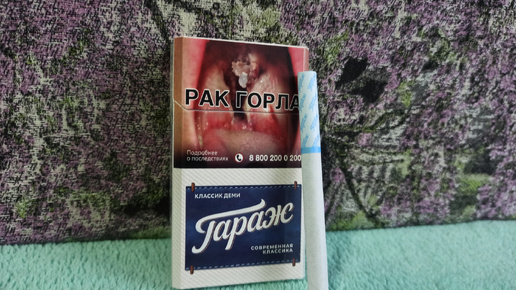 РАК ГОРЛА
Подробнее
о последствиях
8 800 200 0 200
КЛАССИК ДЕМИ
Гараж
СОВРЕМЕННАЯ
КЛАССИКА